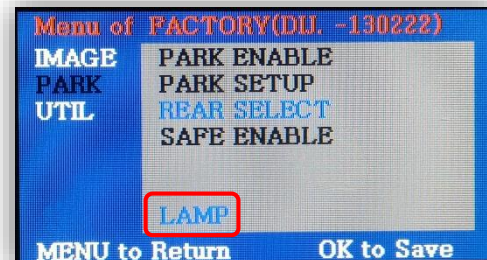 Menu of FACTORY(DU. -130222)
IMAGE PARK ENABLE
PARK PARK SETUP
UTIL REAR SELECT
SAFE ENABLE
LAMP
MENU to Return OK to Save